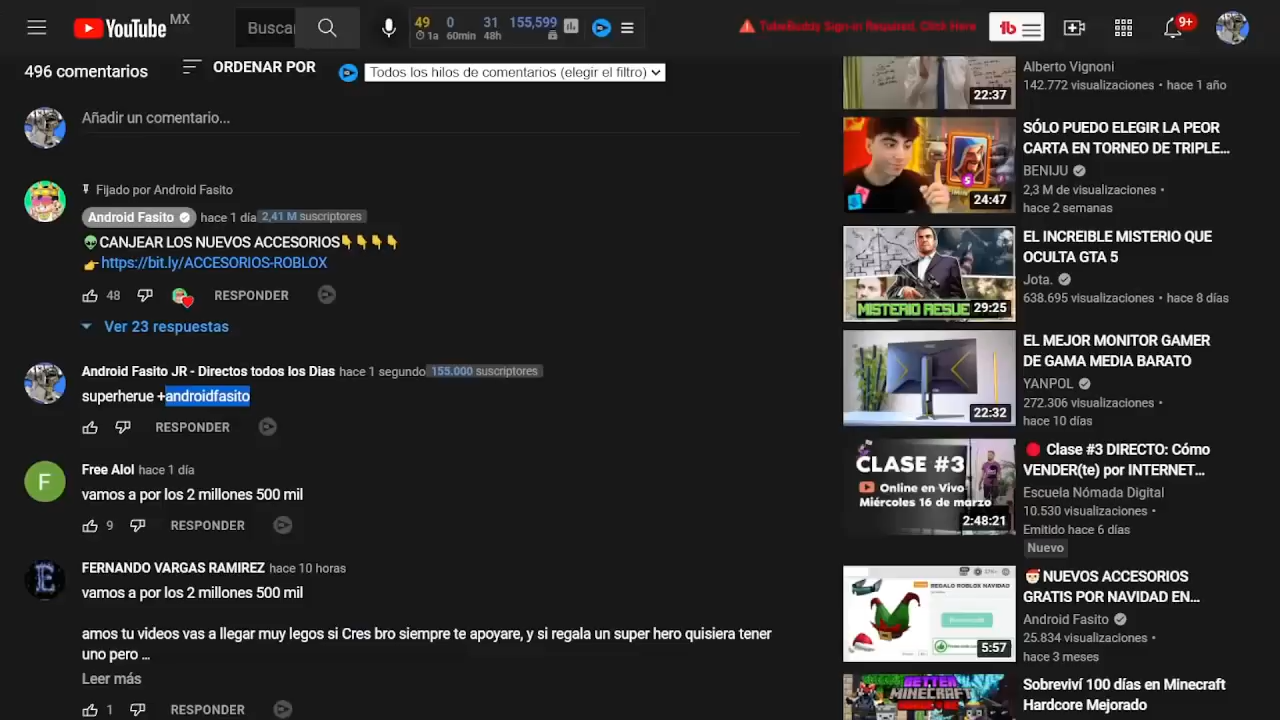 YouTube MX
Busca
49 0 31 155,599
1a 60min 48h
TubeBuddy Sign-in Required. Click Here
9+
496 comentarios
ORDENAR POR
Todos los hilos de comentarios (elegir el filtro)
Añadir un comentario...
Fijado por Android Fasito
Android Fasito hace 1 día 2,41 M suscriptores
CANJEAR LOS NUEVOS ACCESORIOS
https://bit.ly/ACCESORIOS-ROBLOX
48 RESPONDER
Ver 23 respuestas
Android Fasito JR - Directos todos los Dias hace 1 segundo 155.000 suscriptores
superherue +androidfasito
RESPONDER
F
Free Alol hace 1 día
vamos a por los 2 millones 500 mil
9 RESPONDER
E
FERNANDO VARGAS RAMIREZ hace 10 horas
vamos a por los 2 millones
amos tu videos vas a llegar muy legos si Cres bro siempre te apoyare, y si regala un super hero quisiera tener
uno pero ...
Leer más
1 RESPONDER
22:37
Alberto Vignoni
142.772 visualizaciones • hace 1 año
24:47
SÓLO PUEDO ELEGIR LA PEOR
CARTA EN TORNEO DE TRIPLE...
BENIJU
2,3 M de visualizaciones •
hace 2 semanas
MISTERIO RESUE
29:25
EL INCREIBLE MISTERIO QUE
OCULTA GTA 5
Jota.
638.695 visualizaciones • hace 8 días
22:32
EL MEJOR MONITOR GAMER
DE GAMA MEDIA BARATO
YANPOL
272.306 visualizaciones •
hace 10 días
CLASE #3
Online en Vivo
Miércoles 16 de marzo
2:48:21
Clase #3 DIRECTO: Cómo
VENDER(te) por INTERNET...
Escuela Nómada Digital
10.530 visualizaciones •
Emitido hace 6 días
Nuevo
REGALO ROBLOX NAVIDAD
5:57
NUEVOS ACCESORIOS
GRATIS POR NAVIDAD EN...
Android Fasito
25.834 visualizaciones •
hace 3 meses
BETTER
MINECRAFT
Sobreviví 100 días en Minecraft
Hardcore Mejorado